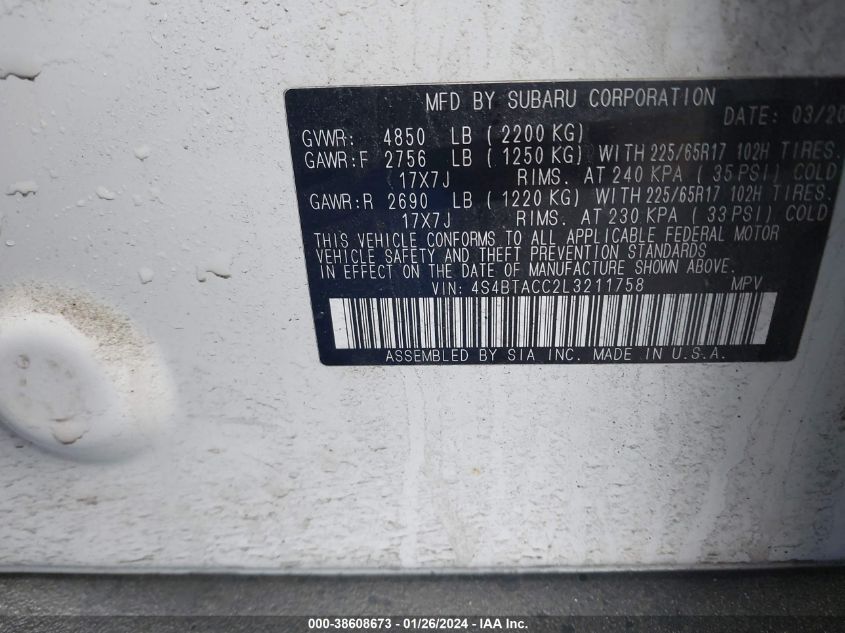 MFD BY SUBARU CORPORATION
DATE: 03/20
GVWR: 4850 LB (2200 KG)
GAWR:F 2756 LB (1250 KG) WITH 225/65R17 102H TIRES.
17X7J RIMS. AT 240 KPA (35 PSI) COLD
GAWR:R 2690 LB (1220 KG) WITH 225/65R17 102H TIRES.
17X7J RIMS. AT 230 KPA (33 PSI) COLD
THIS VEHICLE CONFORMS TO ALL APPLICABLE FEDERAL MOTOR
VEHICLE SAFETY AND THEFT PREVENTION STANDARDS
IN EFFECT ON THE DATE OF MANUFACTURE SHOWN ABOVE.
VIN: 4S4BTACC2L3211758 MPV
ASSEMBLED BY SIA INC. MADE IN U.S.A.
000-38608673 - 01/26/2024 - IAA Inc.